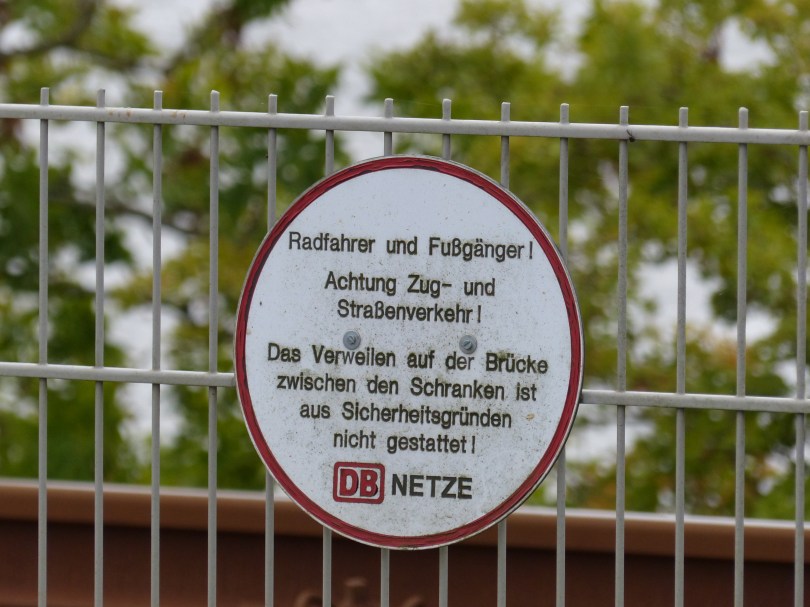 Radfahrer und Fußgänger!
Achtung Zug- und
Straßenverkehr!
Das Verweilen auf der Brücke
zwischen den Schranken ist
aus Sicherheitsgründen
nicht gestattet!
DB NETZE